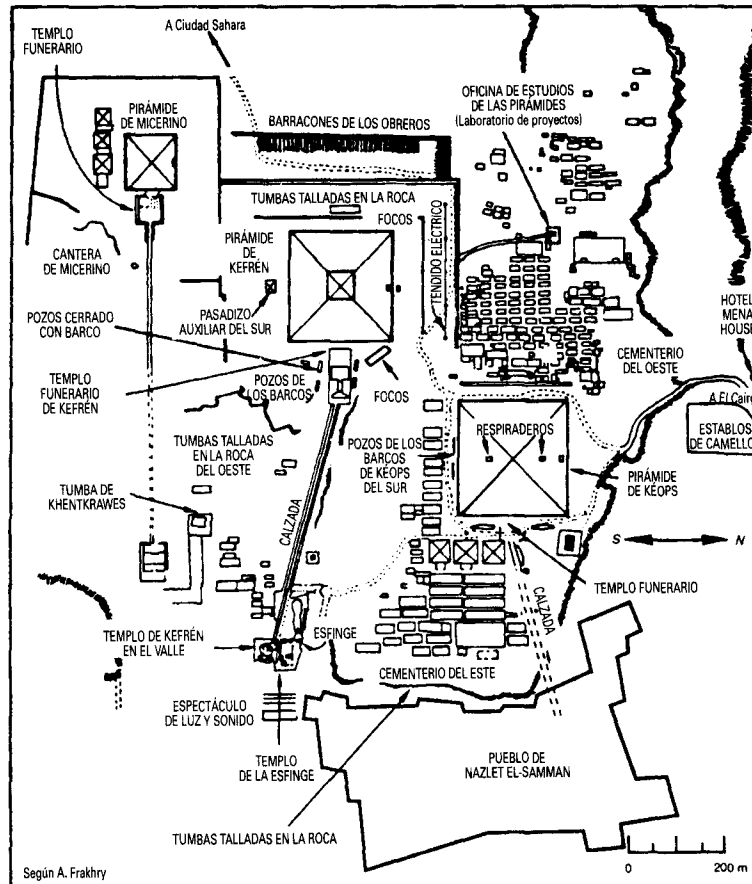 TEMPLO
FUNERARIO
A Ciudad Sahara
PIRÁMIDE
DE MICERINO
OFICINA DE ESTUDIOS
DE LAS PIRÁMIDES
(Laboratorio de proyectos)
BARRACONES DE LOS OBREROS
TUMBAS TALLADAS EN LA ROCA
FOCOS
TENDIDO ELÉCTRICO
CANTERA
DE MICERINO
PIRÁMIDE
DE
KEFRÉN
PASADIZO
AUXILIAR DEL SUR
POZOS CERRADO
CON BARCO
HOTEL
MENA
HOUSE
CEMENTERIO
DEL OESTE
TEMPLO
FUNERARIO
DE KEFRÉN
POZOS DE
LOS BARCOS
FOCOS
A El Cairo
ESTABLOS
DE CAMELLO
TUMBAS TALLADAS
EN LA ROCA
DEL OESTE
POZOS DE LOS
BARCOS
DE KÉOPS
DEL SUR
RESPIRADEROS
PIRÁMIDE
DE KÉOPS
TUMBA DE
KHENTKRAWES
CALZADA
S
N
TEMPLO FUNERARIO
CALZADA
TEMPLO DE KEFRÉN
EN EL VALLE
ESFINGE
CEMENTERIO DEL ESTE
ESPECTÁCULO
DE LUZ Y SONIDO
TEMPLO
DE LA ESFINGE
PUEBLO DE
NAZLET EL-SAMMAN
TUMBAS TALLADAS EN LA ROCA
Según A. Frakhry
0
200 m